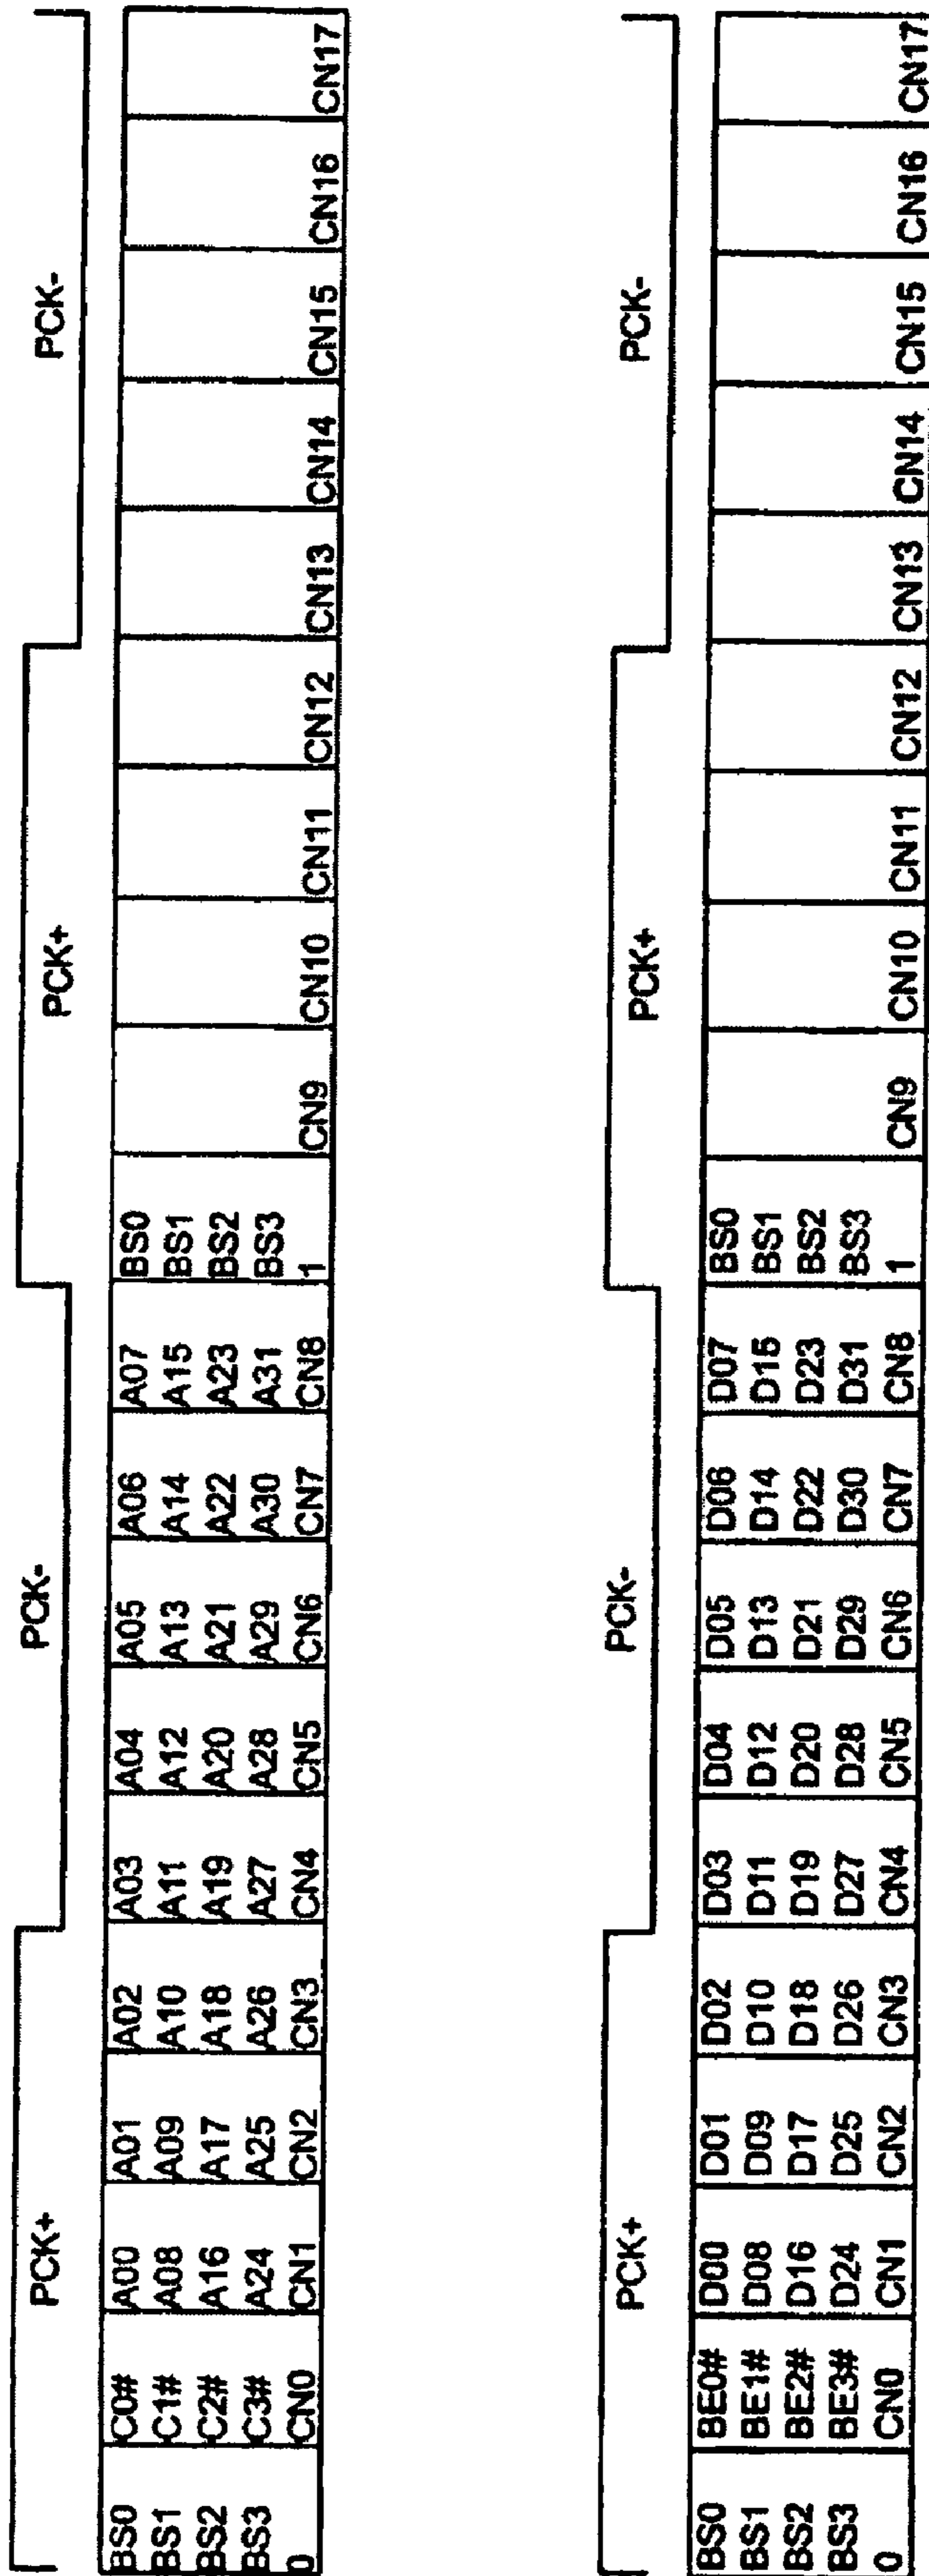 PCK+ PCK- PCK+ PCK-
BS0 C0# A00 A01 A02 A03 A04 A05 A06 A07 BS0
BS1 C1# A08 A09 A10 A11 A12 A13 A14 A15 BS1
BS2 C2# A16 A17 A18 A19 A20 A21 A22 A23 BS2
BS3 C3# A24 A25 A26 A27 A28 A29 A30 A31 BS3
0 CN0 CN1 CN2 CN3 CN4 CN5 CN6 CN7 CN8 1 CN9 CN10 CN11 CN12 CN13 CN14 CN15 CN16 CN17
PCK+ PCK- PCK+ PCK-
BS0 BE0# D00 D01 D02 D03 D04 D05 D06 D07 BS0
BS1 BE1# D08 D09 D10 D11 D12 D13 D14 D15 BS1
BS2 BE2# D16 D17 D18 D19 D20 D21 D22 D23 BS2
BS3 BE3# D24 D25 D26 D27 D28 D29 D30 D31 BS3
0 CN0 CN1 CN2 CN3 CN4 CN5 CN6 CN7 CN8 1 CN9 CN10 CN11 CN12 CN13 CN14 CN15 CN16 CN17